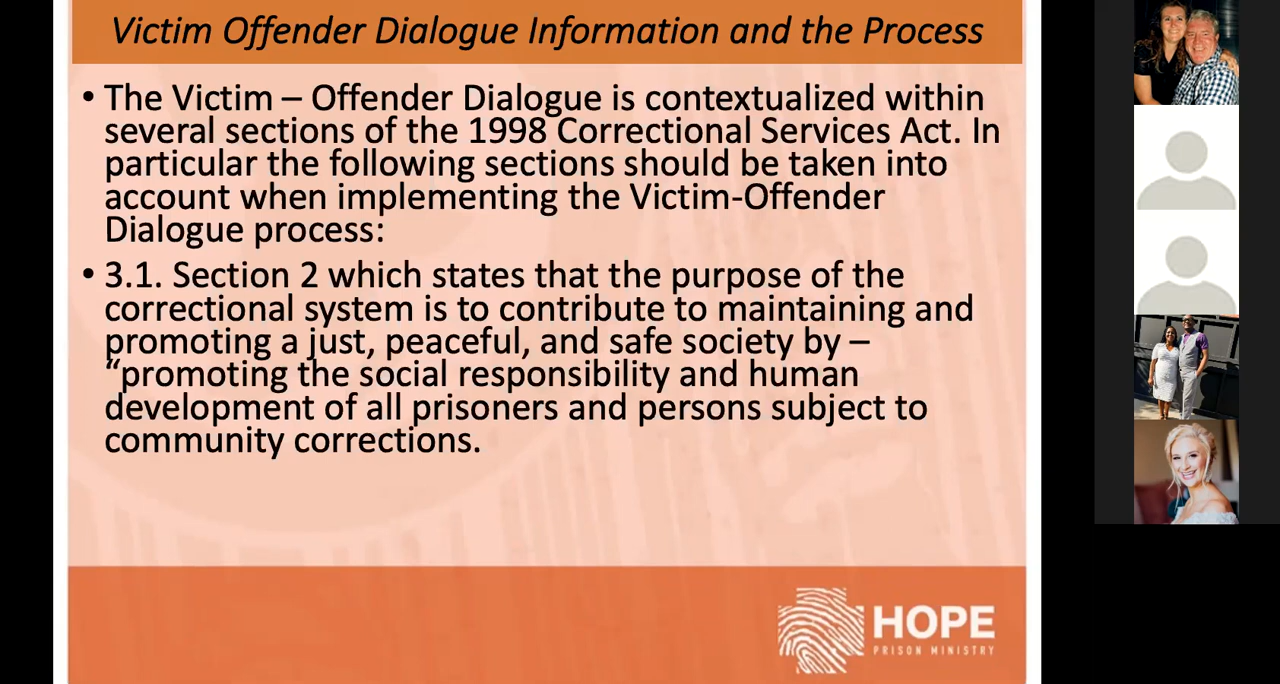 Victim Offender Dialogue Information and the Process
• The Victim – Offender Dialogue is contextualized within
several sections of the 1998 Correctional Services Act. In
particular the following sections should be taken into
account when implementing the Victim-Offender
Dialogue process:
• 3.1. Section 2 which states that the purpose of the
correctional system is to contribute to maintaining and
promoting a just, peaceful, and safe society by –
“promoting the social responsibility and human
development of all prisoners and persons subject to
community corrections.
HOPE
PRISON MINISTRY